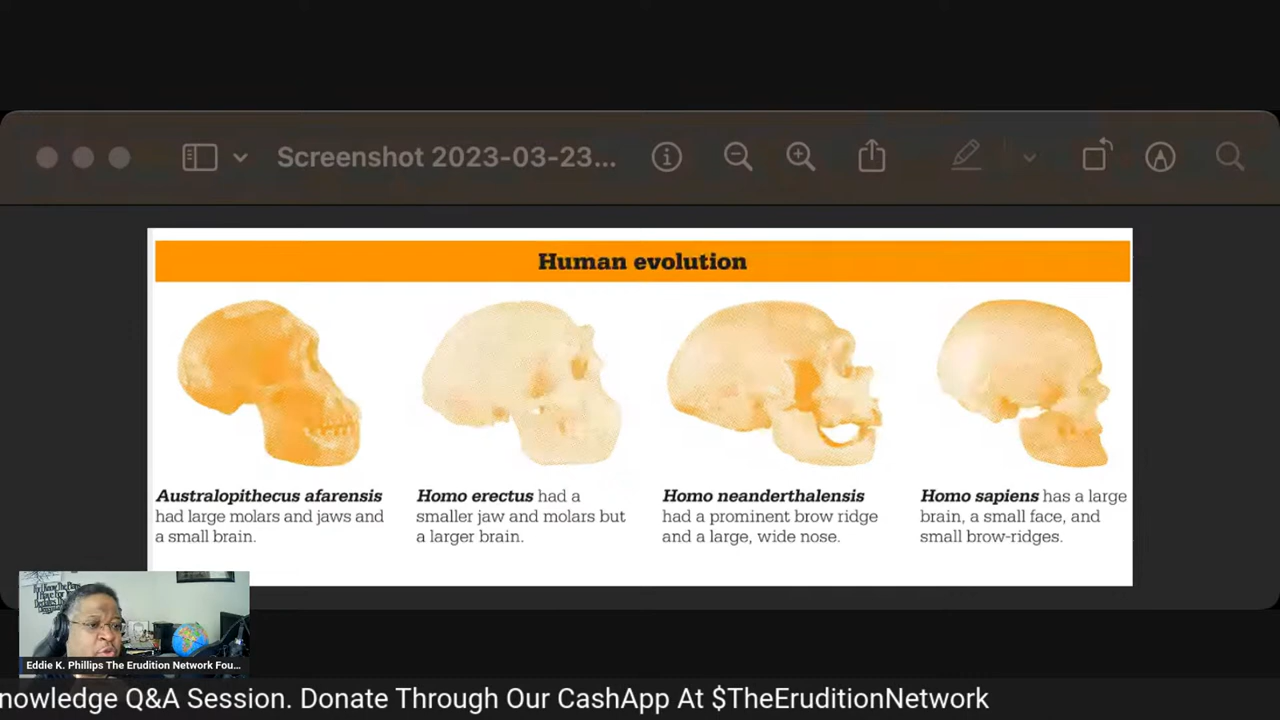 Screenshot 2023-03-23...
Human evolution
Australopithecus afarensis
had large molars and jaws and
a small brain.
Homo erectus had a
smaller jaw and molars but
a larger brain.
Homo neanderthalensis
had a prominent brow ridge
and a large, wide nose.
Homo sapiens has a large
brain, a small face, and
small brow-ridges.
Eddie K. Phillips The Erudition Network Fou...
nowledge Q&A Session. Donate Through Our CashApp At $TheEruditionNetwork